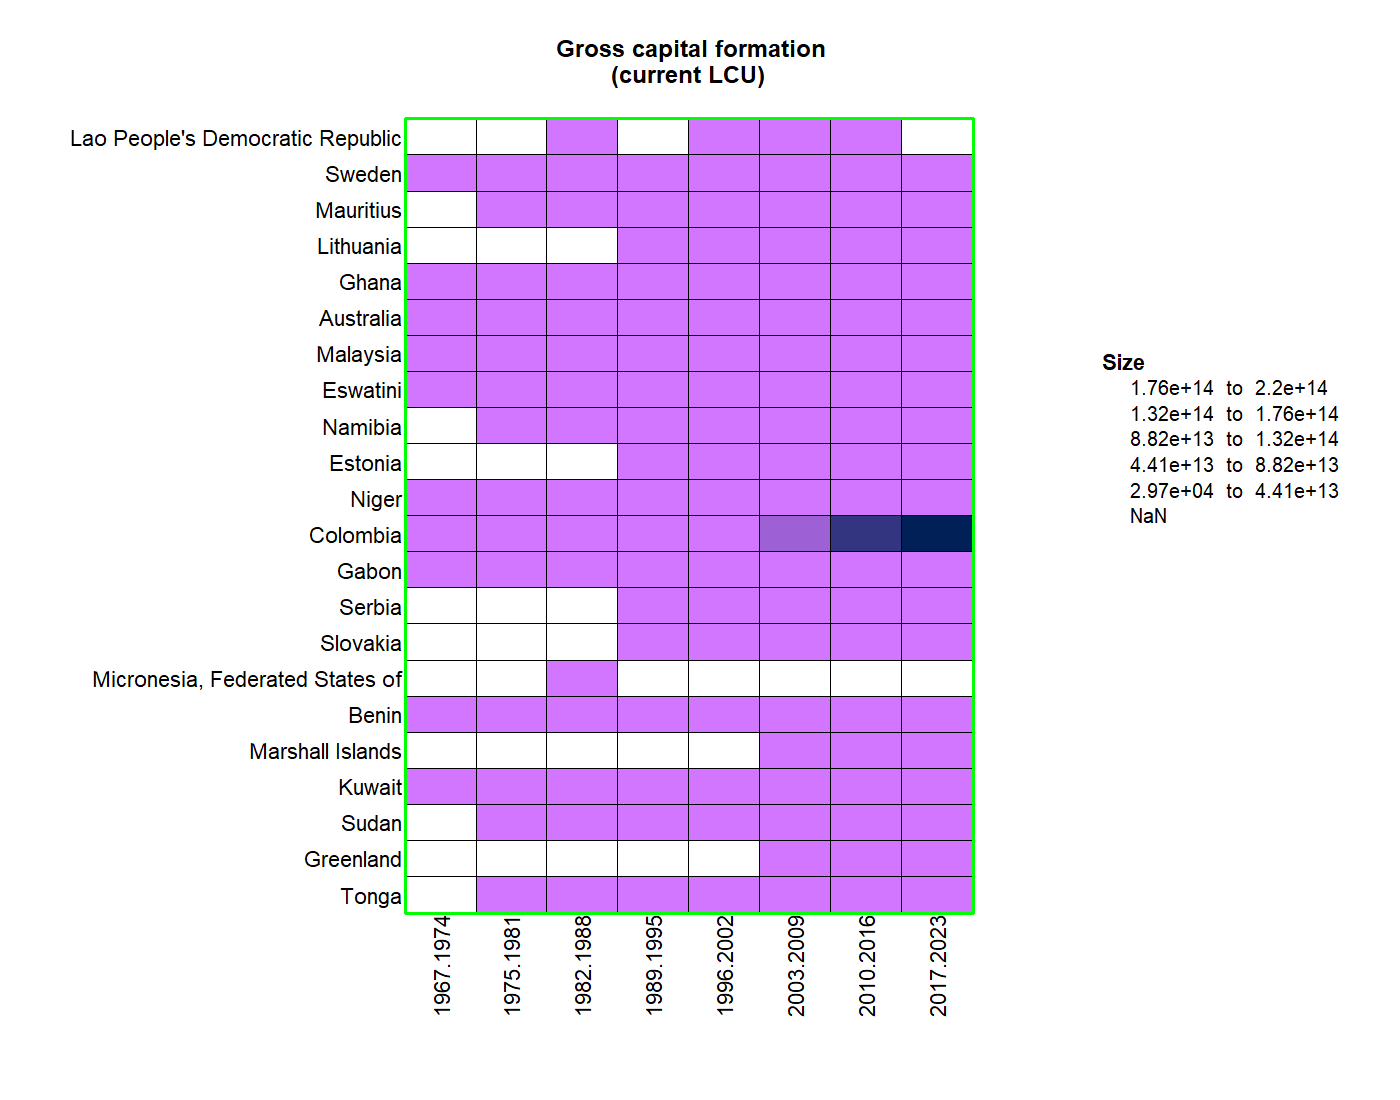 Gross capital formation
(current LCU)
Lao People's Democratic Republic
Sweden
Mauritius
Lithuania
Ghana
Australia
Malaysia
Eswatini
Namibia
Estonia
Niger
Colombia
Gabon
Serbia
Slovakia
Micronesia, Federated States of
Benin
Marshall Islands
Kuwait
Sudan
Greenland
Tonga
1967.1974
1975.1981
1982.1988
1989.1995
1996.2002
2003.2009
2010.2016
2017.2023
Size
1.76e+14 to 2.2e+14
1.32e+14 to 1.76e+14
8.82e+13 to 1.32e+14
4.41e+13 to 8.82e+13
2.97e+04 to 4.41e+13
NaN